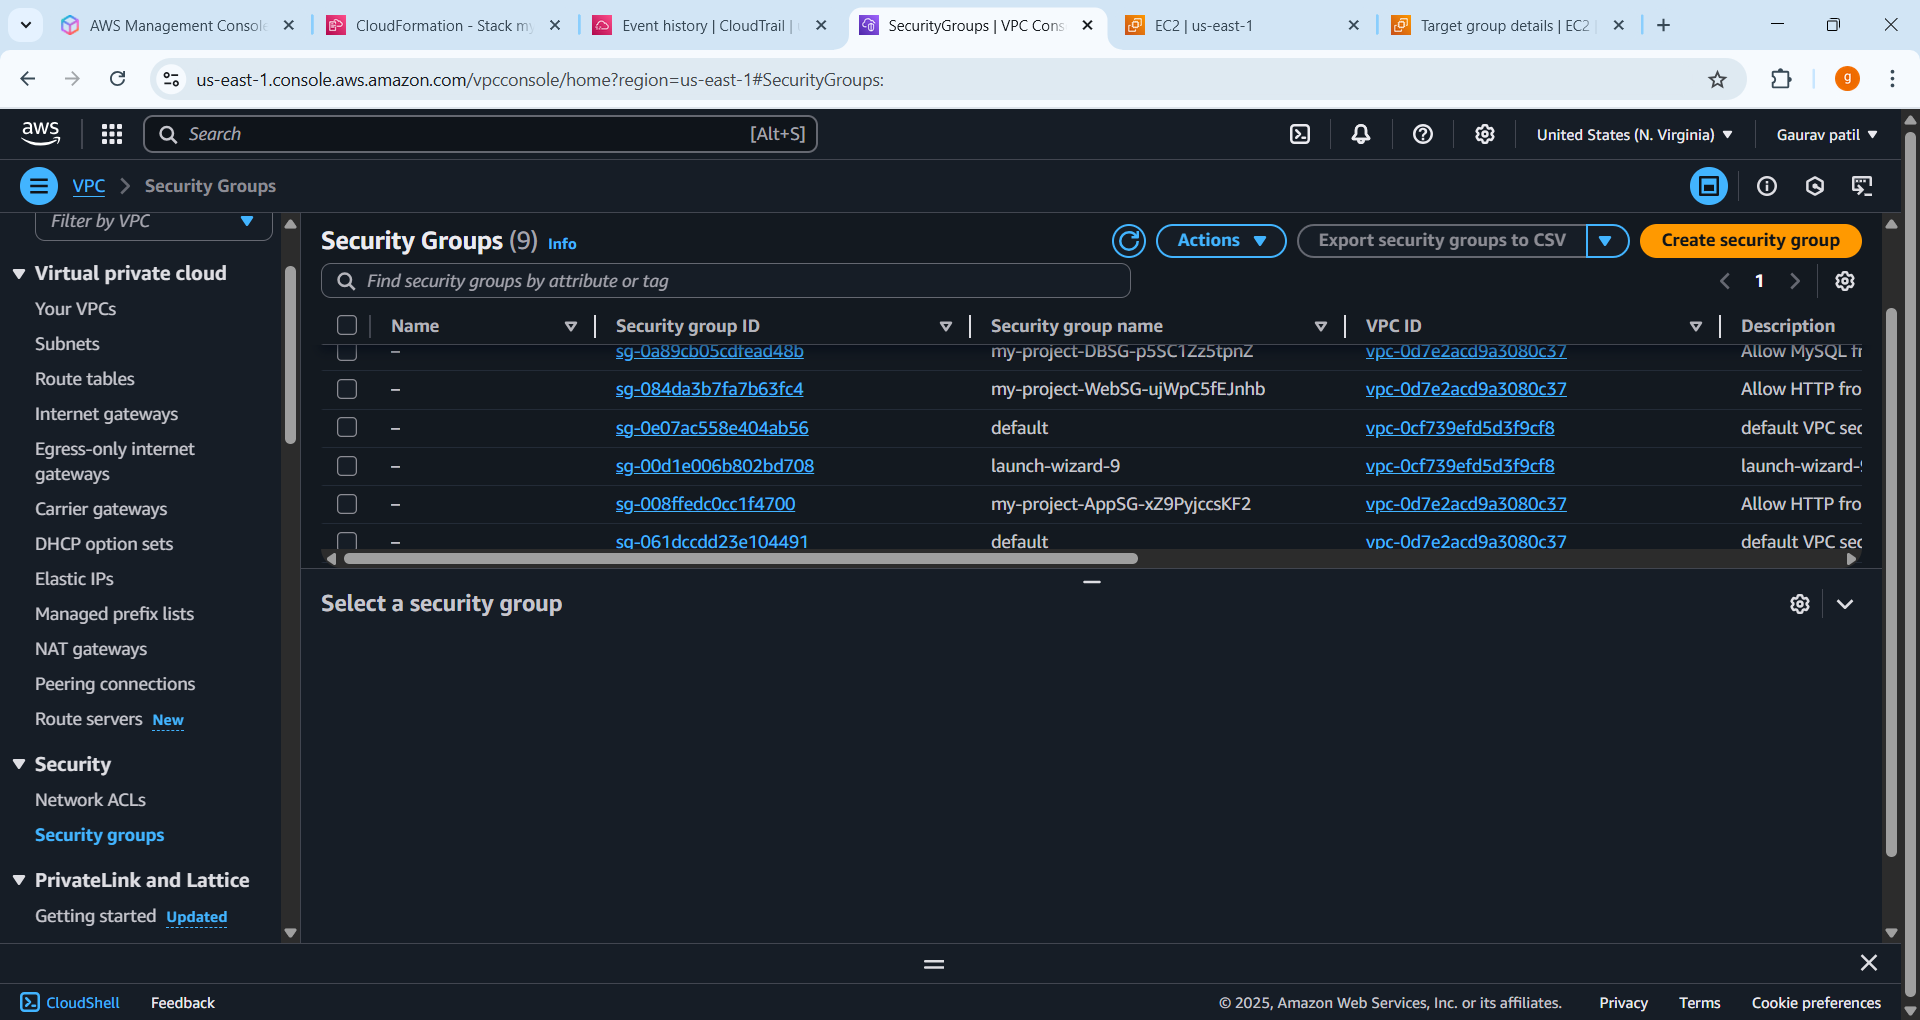 AWS Management Console
CloudFormation - Stack my
Event history | CloudTrail |
SecurityGroups | VPC Cons
EC2 | us-east-1
Target group details | EC2 |
us-east-1.console.aws.amazon.com/vpcconsole/home?region=us-east-1#SecurityGroups:
g
aws
Search
[Alt+S]
United States (N. Virginia)
Gaurav patil
VPC
Security Groups
Filter by VPC
Virtual private cloud
Your VPCs
Subnets
Route tables
Internet gateways
Egress-only internet
gateways
Carrier gateways
DHCP option sets
Elastic IPs
Managed prefix lists
NAT gateways
Peering connections
Route servers New
Security
Network ACLs
Security groups
PrivateLink and Lattice
Getting started Updated
Security Groups (9) Info
Actions
Export security groups to CSV
Create security group
Find security groups by attribute or tag
1
Name Security group ID Security group name VPC ID Description
– sg-0a89cb05cdfead48b my-project-DBSG-p5SC1Zz5tpnZ vpc-0d7e2acd9a3080c37 Allow MySQL fr
– sg-084da3b7fa7b63fc4 my-project-WebSG-ujWpC5fEJnhb vpc-0d7e2acd9a3080c37 Allow HTTP fro
– sg-0e07ac558e404ab56 default vpc-0cf739efd5d3f9cf8 default VPC sec
– sg-00d1e006b802bd708 launch-wizard-9 vpc-0cf739efd5d3f9cf8 launch-wizard-9
– sg-008ffedc0cc1f4700 my-project-AppSG-xZ9PyjccsKF2 vpc-0d7e2acd9a3080c37 Allow HTTP fro
– sg-061dccdd23e104491 default vpc-0d7e2acd9a3080c37 default VPC sec
Select a security group
CloudShell
Feedback
© 2025, Amazon Web Services, Inc. or its affiliates.
Privacy
Terms
Cookie preferences